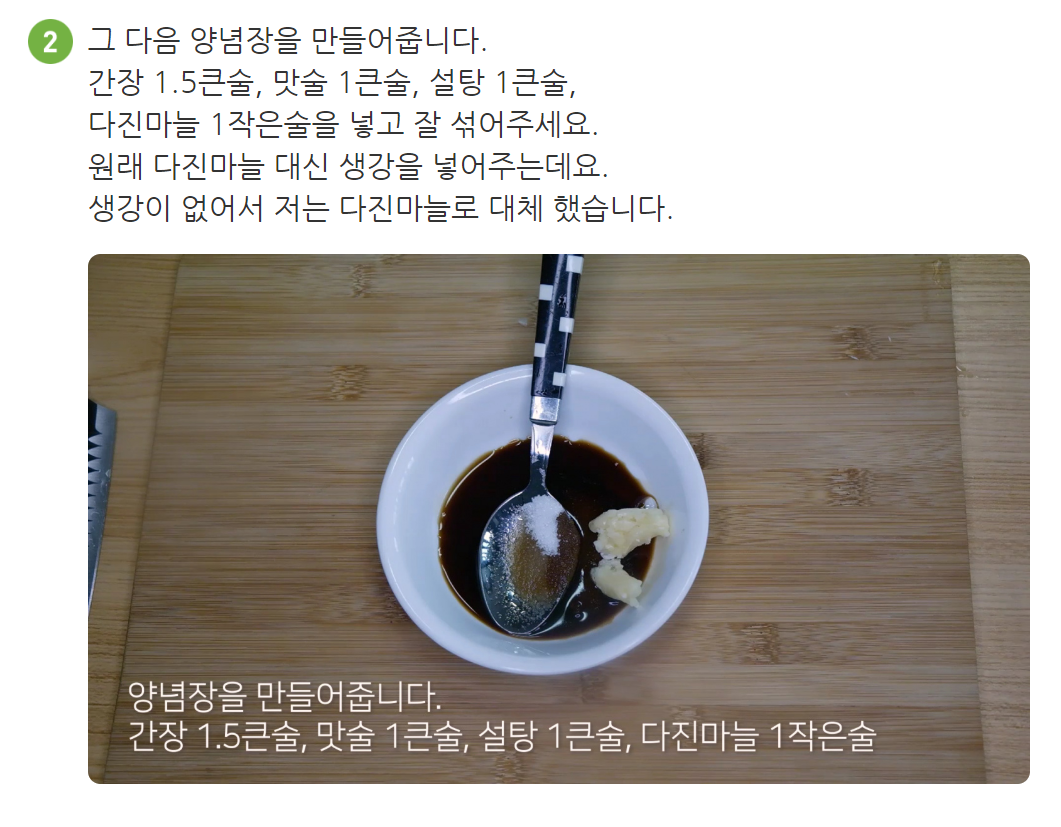 2 그 다음 양념장을 만들어줍니다.
간장 1.5큰술, 맛술 1큰술, 설탕 1큰술,
다진마늘 1작은술을 넣고 잘 섞어주세요.
원래 다진마늘 대신 생강을 넣어주는데요.
생강이 없어서 저는 다진마늘로 대체 했습니다.
양념장을 만들어줍니다.
간장 1.5큰술, 맛술 1큰술, 설탕 1큰술, 다진마늘 1작은술